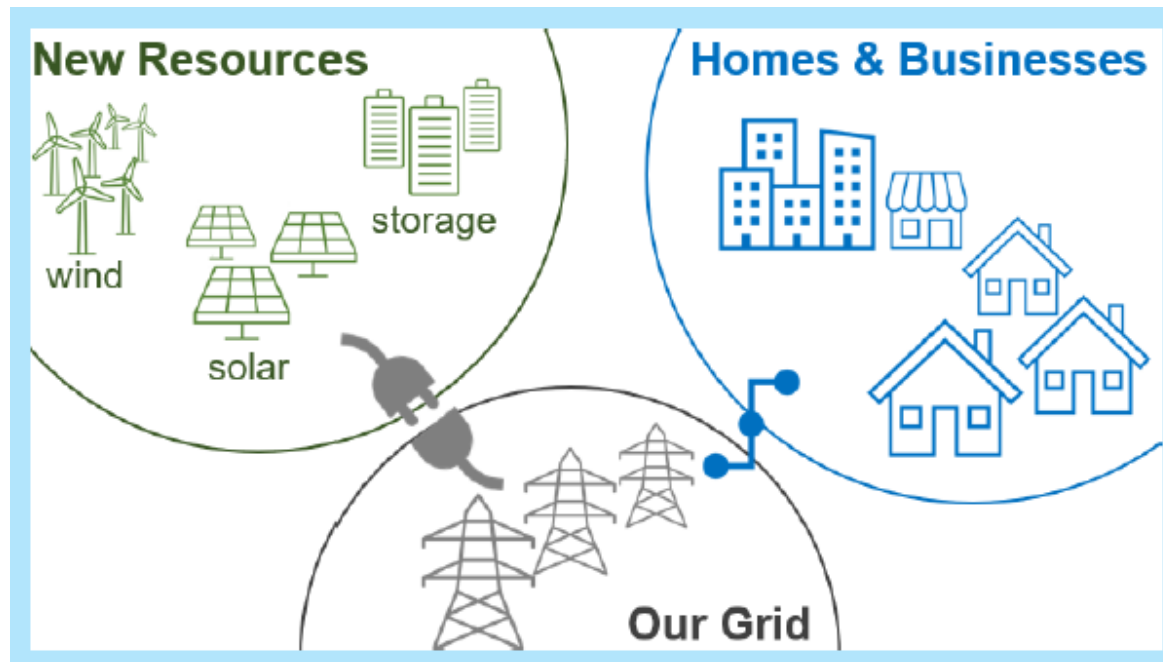 New Resources
Homes & Businesses
storage
wind
solar
Our Grid